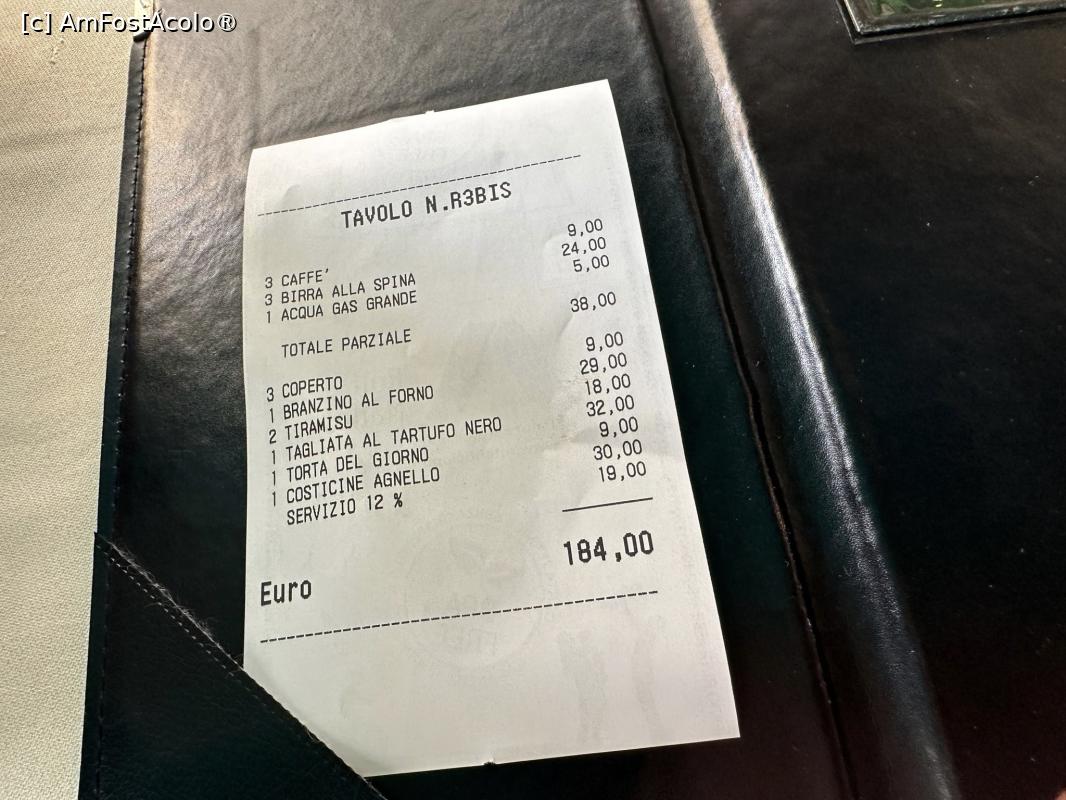 [c] AmFostAcolo®
TAVOLO N.R3BIS
3 CAFFE' 9,00
3 BIRRA ALLA SPINA 24,00
1 ACQUA GAS GRANDE 5,00
TOTALE PARZIALE 38,00
3 COPERTO 9,00
1 BRANZINO AL FORNO 29,00
2 TIRAMISU 18,00
1 TAGLIATA AL TARTUFO NERO 32,00
1 TORTA DEL GIORNO 9,00
1 COSTICINE AGNELLO 30,00
SERVIZIO 12 % 19,00
Euro 184,00